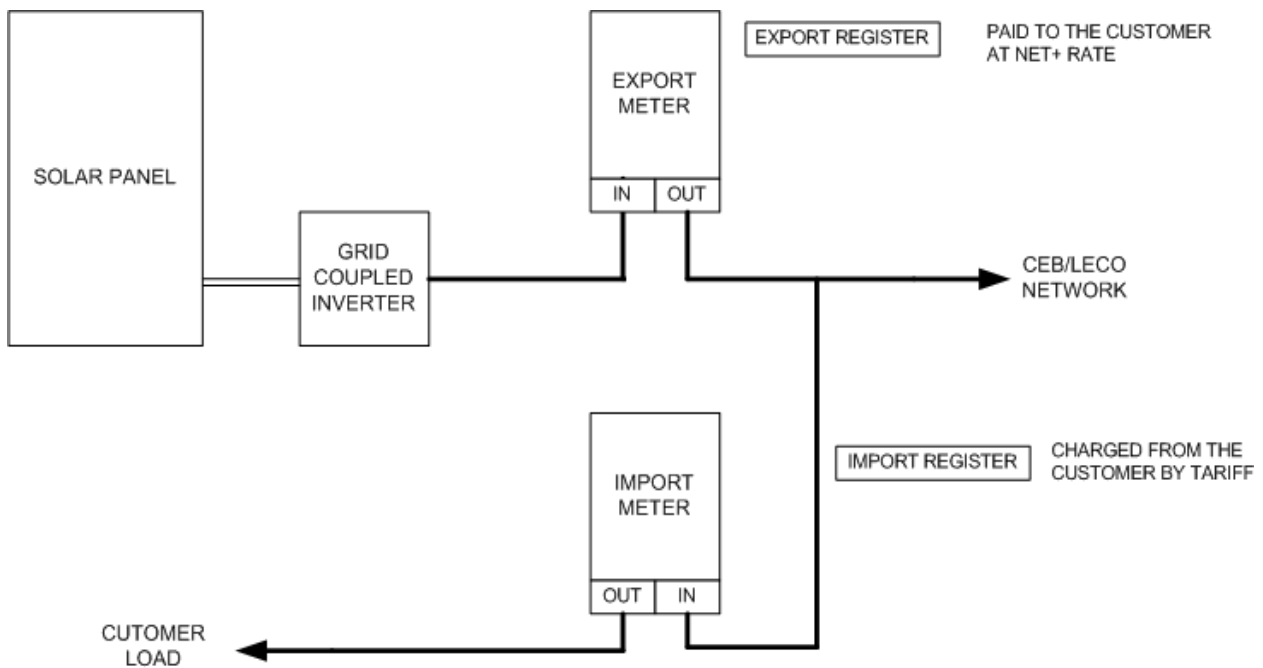 SOLAR PANEL
GRID
COUPLED
INVERTER
EXPORT
METER
IN OUT
EXPORT REGISTER
PAID TO THE CUSTOMER
AT NET+ RATE
CEB/LECO
NETWORK
IMPORT
METER
OUT IN
IMPORT REGISTER
CHARGED FROM THE
CUSTOMER BY TARIFF
CUTOMER
LOAD